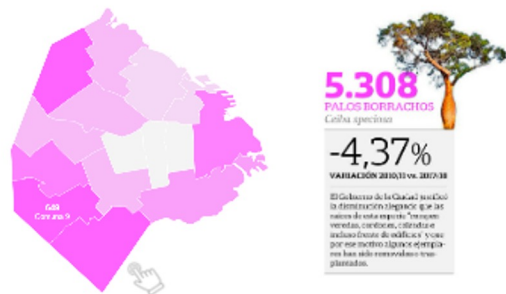 649
Comuna 9
5.308
PALOS BORRACHOS
Ceiba speciosa
-4,37%
VARIACIÓN 2010/11 vs. 2017/18
El Gobierno de la Ciudad justificó
la disminución alegando que las
raíces de esta especie "rompen
veredas, cordones, calzadas e
incluso frente de edificios" y que
por ese motivo algunos ejempla-
res han sido removidos o tras-
plantados.